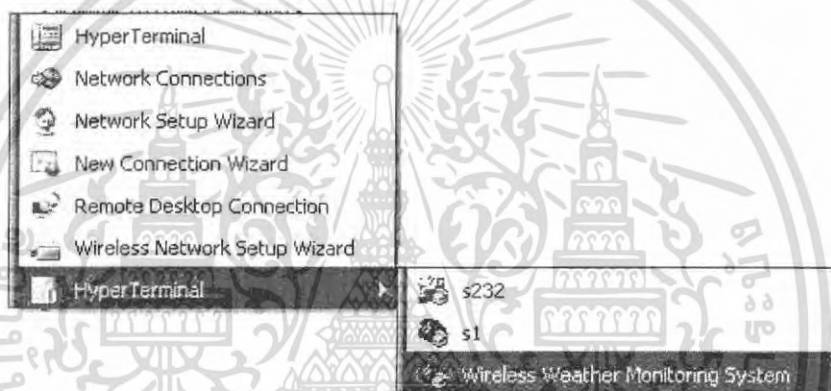 HyperTerminal
Network Connections
Network Setup Wizard
New Connection Wizard
Remote Desktop Connection
Wireless Network Setup Wizard
HyperTerminal
s232
s1
Wireless Weather Monitoring System